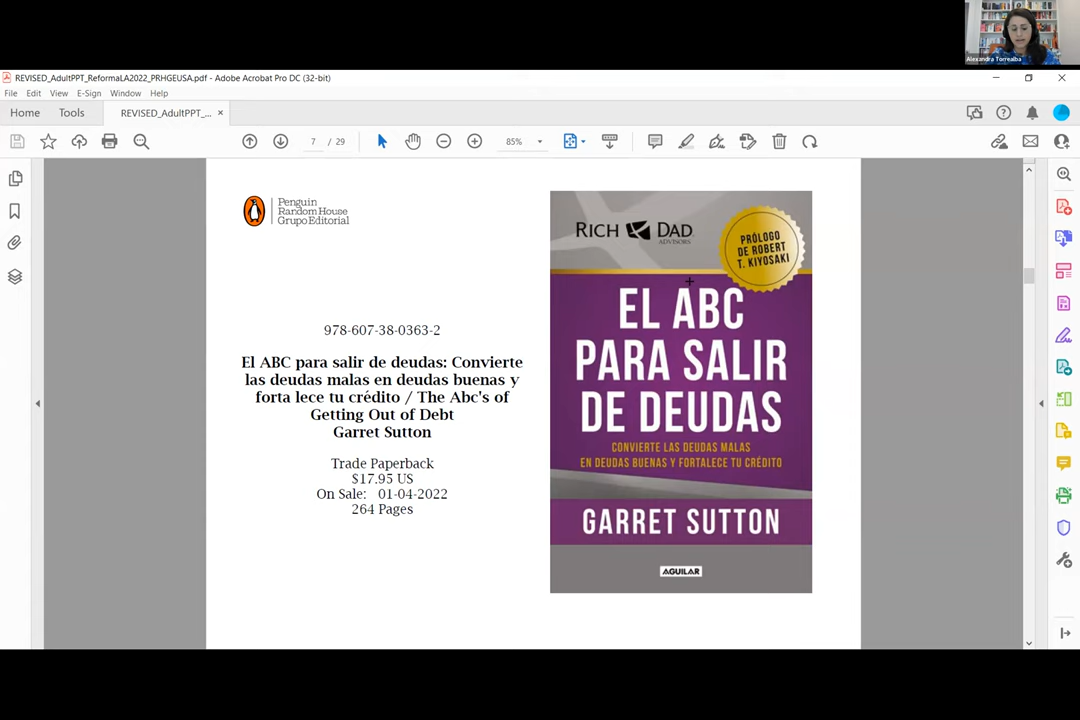 Alexandra Torrealba
REVISED_AdultPPT_ReformaLA2022_PRHGEUSA.pdf - Adobe Acrobat Pro DC (32-bit)
File Edit View E-Sign Window Help
Home Tools REVISED_AdultPPT_... ×
7 / 29 85%
Penguin
Random House
Grupo Editorial
978-607-38-0363-2
El ABC para salir de deudas: Convierte
las deudas malas en deudas buenas y
forta lece tu crédito / The Abc's of
Getting Out of Debt
Garret Sutton
Trade Paperback
$17.95 US
On Sale: 01-04-2022
264 Pages
RICH DAD
ADVISORS
PRÓLOGO
DE ROBERT
T. KIYOSAKI
EL ABC
PARA SALIR
DE DEUDAS
CONVIERTE LAS DEUDAS MALAS
EN DEUDAS BUENAS Y FORTALECE TU CRÉDITO
GARRET SUTTON
AGUILAR